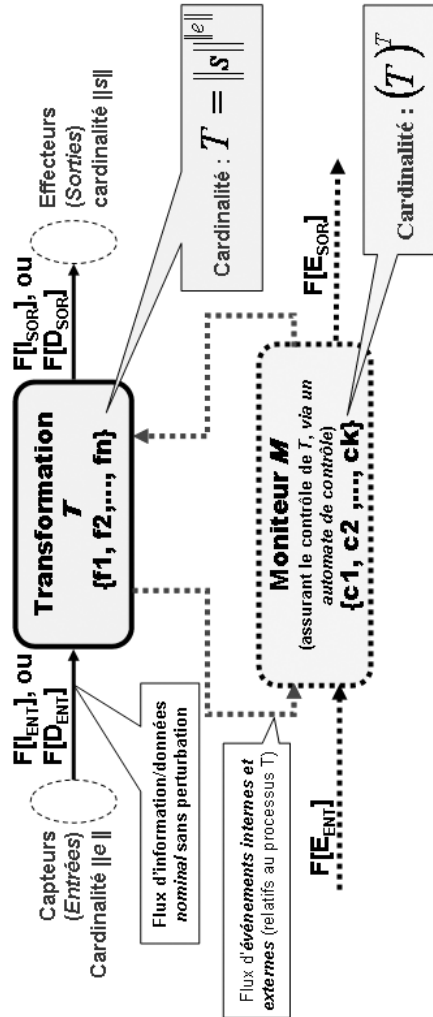 Capteurs
(Entrées)
Cardinalité ||e||
F[I_ENT], ou
F[D_ENT]
Transformation
T
{f1, f2,..., fn}
F[I_SOR], ou
F[D_SOR]
Effecteurs
(Sorties)
cardinalité ||s||
Flux d'information/données
nominal sans perturbation
Cardinalité : T = ||s||^||e||
Flux d'événements internes et
externes (relatifs au processus T)
F[E_ENT]
Moniteur M
(assurant le contrôle de T, via un
automate de contrôle)
{c1, c2 ,..., ck}
F[E_SOR]
Cardinalité : (T)^T